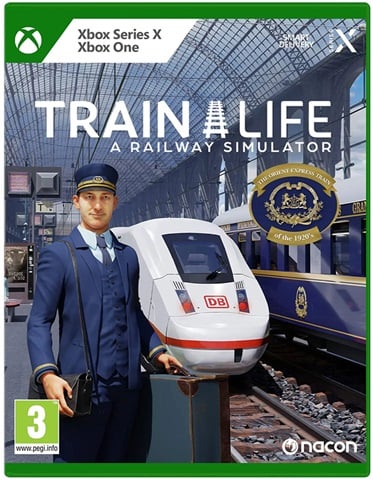 Xbox Series X
Xbox One
SMART
DELIVERY
SERIES
X
TRAIN LIFE
A RAILWAY SIMULATOR
THE ORIENT-EXPRESS TRAIN
of the 1920's
DB
3
www.pegi.info
nacon